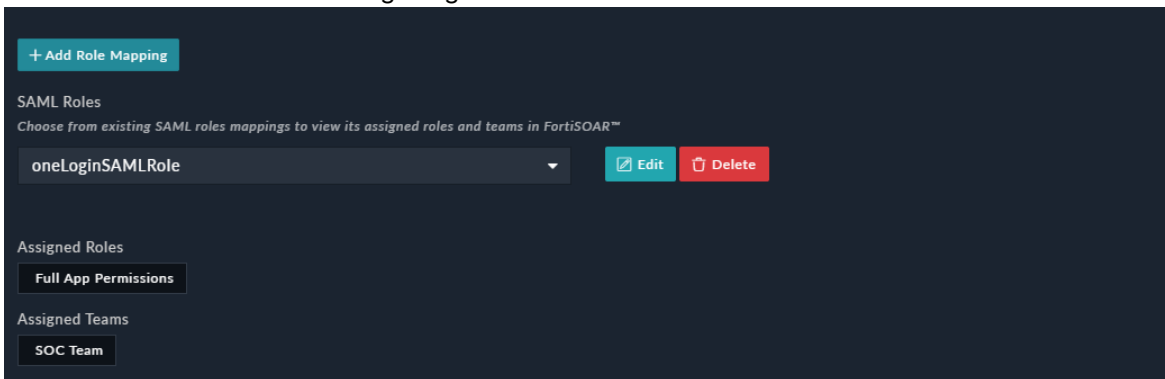 + Add Role Mapping
SAML Roles
Choose from existing SAML roles mappings to view its assigned roles and teams in FortiSOAR™
oneLoginSAMLRole
Edit Delete
Assigned Roles
Full App Permissions
Assigned Teams
SOC Team